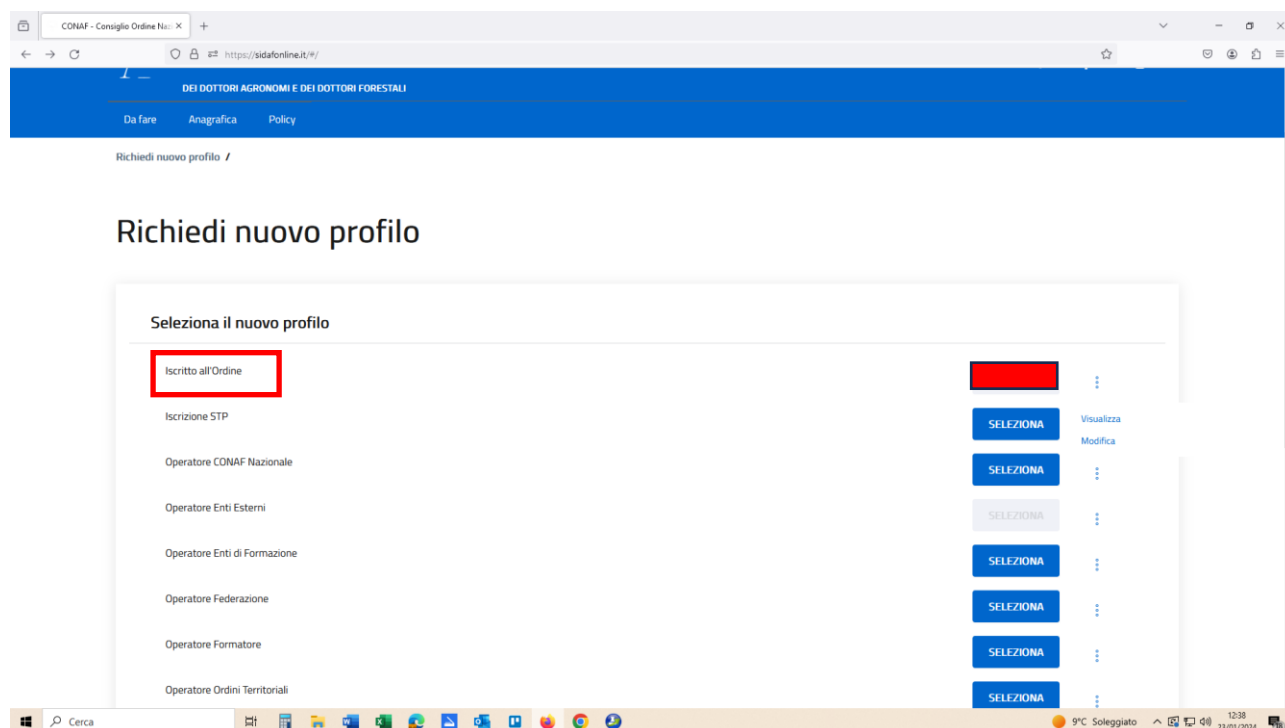 CONAF - Consiglio Ordine Naz
https://sidafonline.it/#/
DEI DOTTORI AGRONOMI E DEI DOTTORI FORESTALI
Da fare Anagrafica Policy
Richiedi nuovo profilo /
Richiedi nuovo profilo
Seleziona il nuovo profilo
Iscritto all'Ordine
Iscrizione STP SELEZIONA Visualizza
Modifica
Operatore CONAF Nazionale SELEZIONA
Operatore Enti Esterni SELEZIONA
Operatore Enti di Formazione SELEZIONA
Operatore Federazione SELEZIONA
Operatore Formatore SELEZIONA
Operatore Ordini Territoriali SELEZIONA
Cerca 9°C Soleggiato 12:38
23/01/2024